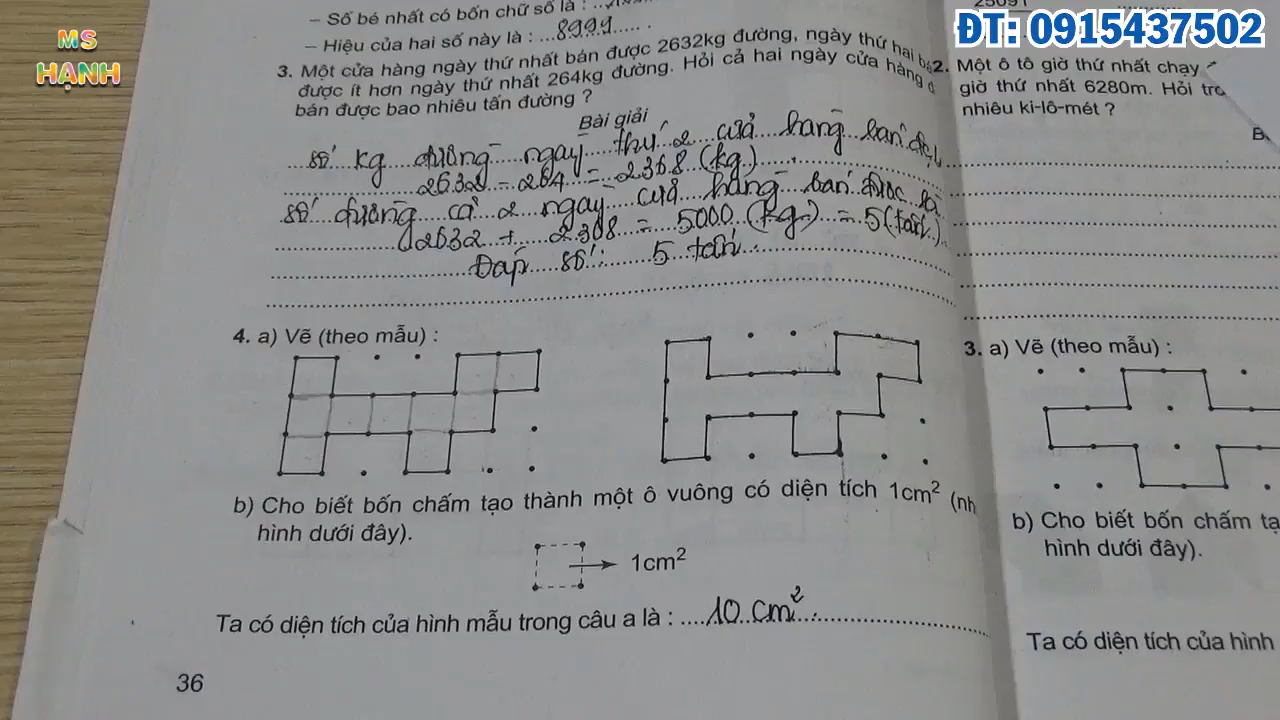 MS
HẠNH
ĐT: 0915437502
– Số bé nhất có bốn chữ số là :
– Hiệu của hai số này là : 8999
3. Một cửa hàng ngày thứ nhất bán được 2632kg đường, ngày thứ hai
được ít hơn ngày thứ nhất 264kg đường. Hỏi cả hai ngày cửa hàng
bán được bao nhiêu tấn đường ?
Bài giải
số kg đường ngày thứ 2 cửa hàng bán
2632 – 264 = 2368 (kg)
số đường cả 2 ngày cửa hàng bán được là
2632 + 2368 = 5000 (kg) = 5 (tấn)
Đáp số : 5 tấn
4. a) Vẽ (theo mẫu) :
b) Cho biết bốn chấm tạo thành một ô vuông có diện tích 1cm² (nh
hình dưới đây).
1cm²
Ta có diện tích của hình mẫu trong câu a là : 10 cm²
36
2. Một ô tô giờ thứ nhất chạy
giờ thứ nhất 6280m. Hỏi
nhiêu ki-lô-mét ?
3. a) Vẽ (theo mẫu) :
b) Cho biết bốn chấm
hình dưới đây).
Ta có diện tích của hình